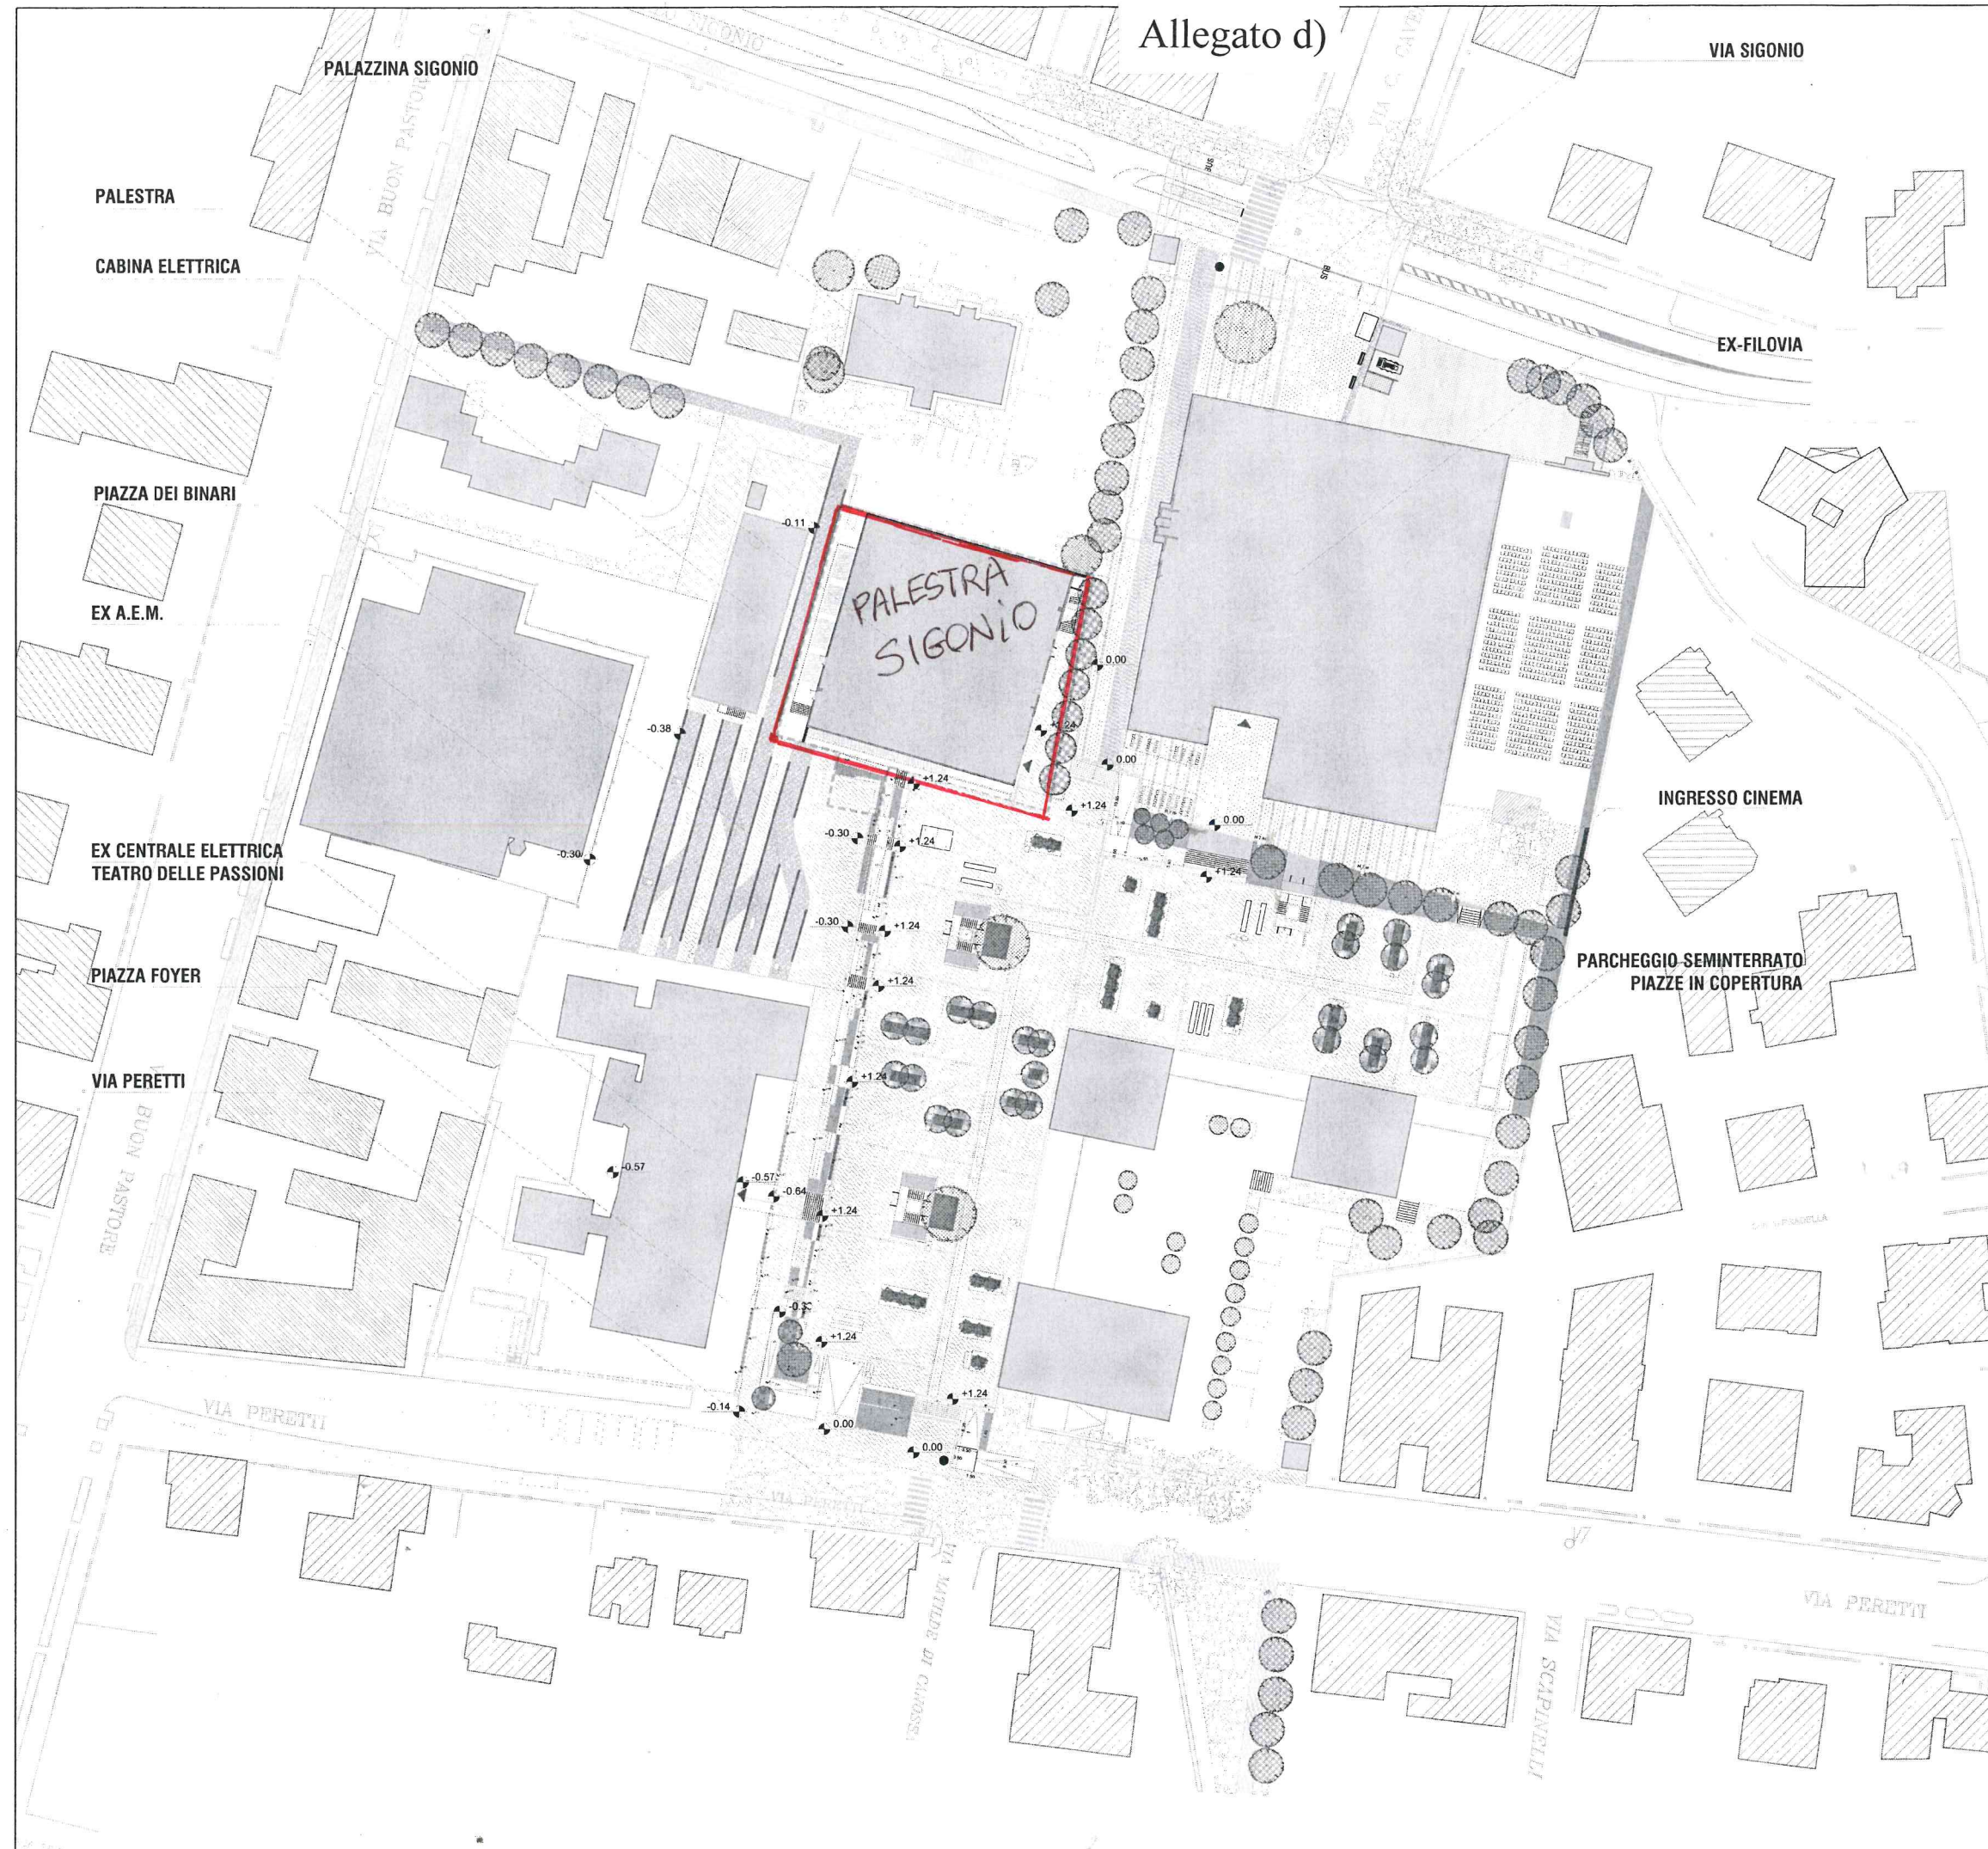 Allegato d)
VIA SIGONIO
PALAZZINA SIGONIO
SIGONIO
VIA BUON PASTOR
PALESTRA
CABINA ELETTRICA
BUS
BUS
EX-FILOVIA
PIAZZA DEI BINARI
-0.11
PALESTRA
SIGONIO
EX A.E.M.
0.00
-0.38
0.00
+1.24
+1.24
INGRESSO CINEMA
-0.30
+1.24
0.00
EX CENTRALE ELETTRICA
TEATRO DELLE PASSIONI
-0.30
+1.24
-0.30
+1.24
PIAZZA FOYER
+1.24
PARCHEGGIO SEMINTERRATO
PIAZZE IN COPERTURA
VIA PERETTI
+1.24
BUON PASTORE
-0.57
-0.57
-0.64
+1.24
+1.24
VIA PERETTI
-0.14
+1.24
0.00
0.00
VIA PERETTI
VIA MATILDE DI CANOSSA
VIA SCAPINELLI
VIA PERETTI